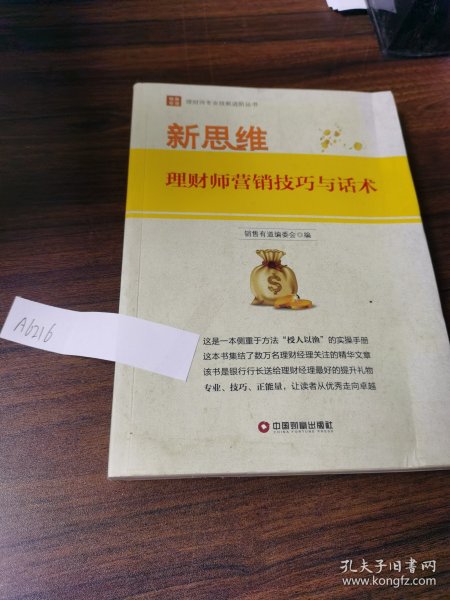 理财师专业技能进阶丛书
新思维
理财师营销技巧与话术
销售有道编委会◎编
$
A6216
这是一本侧重于方法“授人以渔”的实操手册
这本书集结了数万名理财经理关注的精华文章
该书是银行行长送给理财经理最好的提升礼物
专业、技巧、正能量，让读者从优秀走向卓越
中国财富出版社
CHINA FORTUNE PRESS
孔夫子旧书网
www.kongfz.com